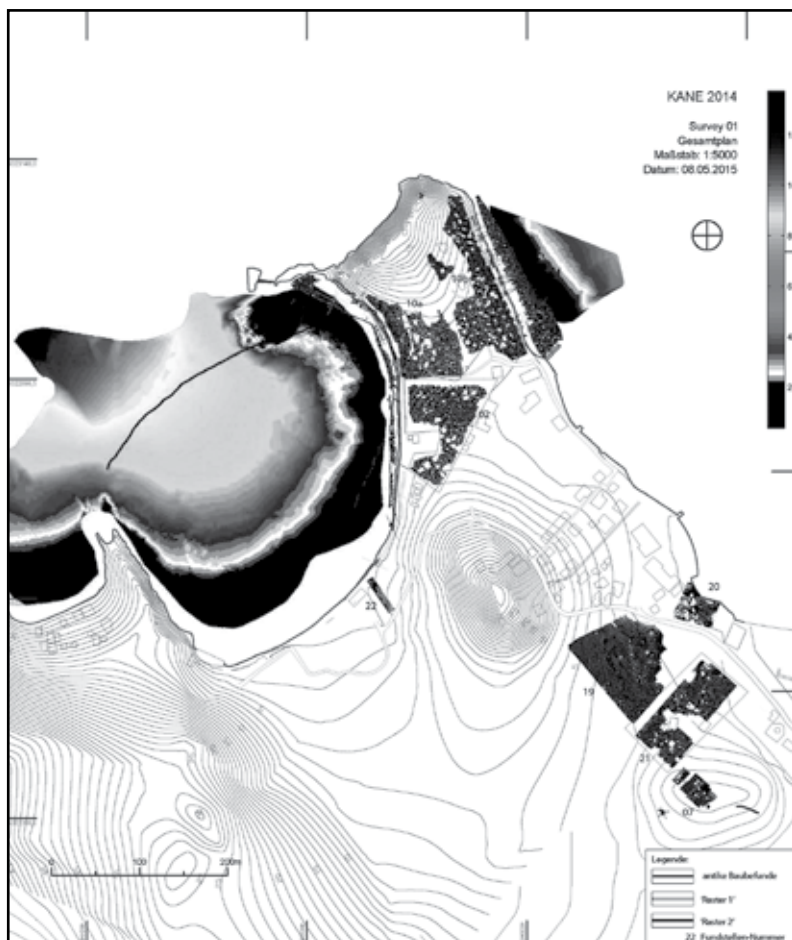 KANE 2014
Survey 01
Gesamtplan
Maßstab: 1:5000
Datum: 08.05.2015
10a
02
22
20
19
21
07
0 100 200m
Legende:
antike Baubefunde
'Raster 1'
'Raster 2'
22 Fundstellen-Nummer